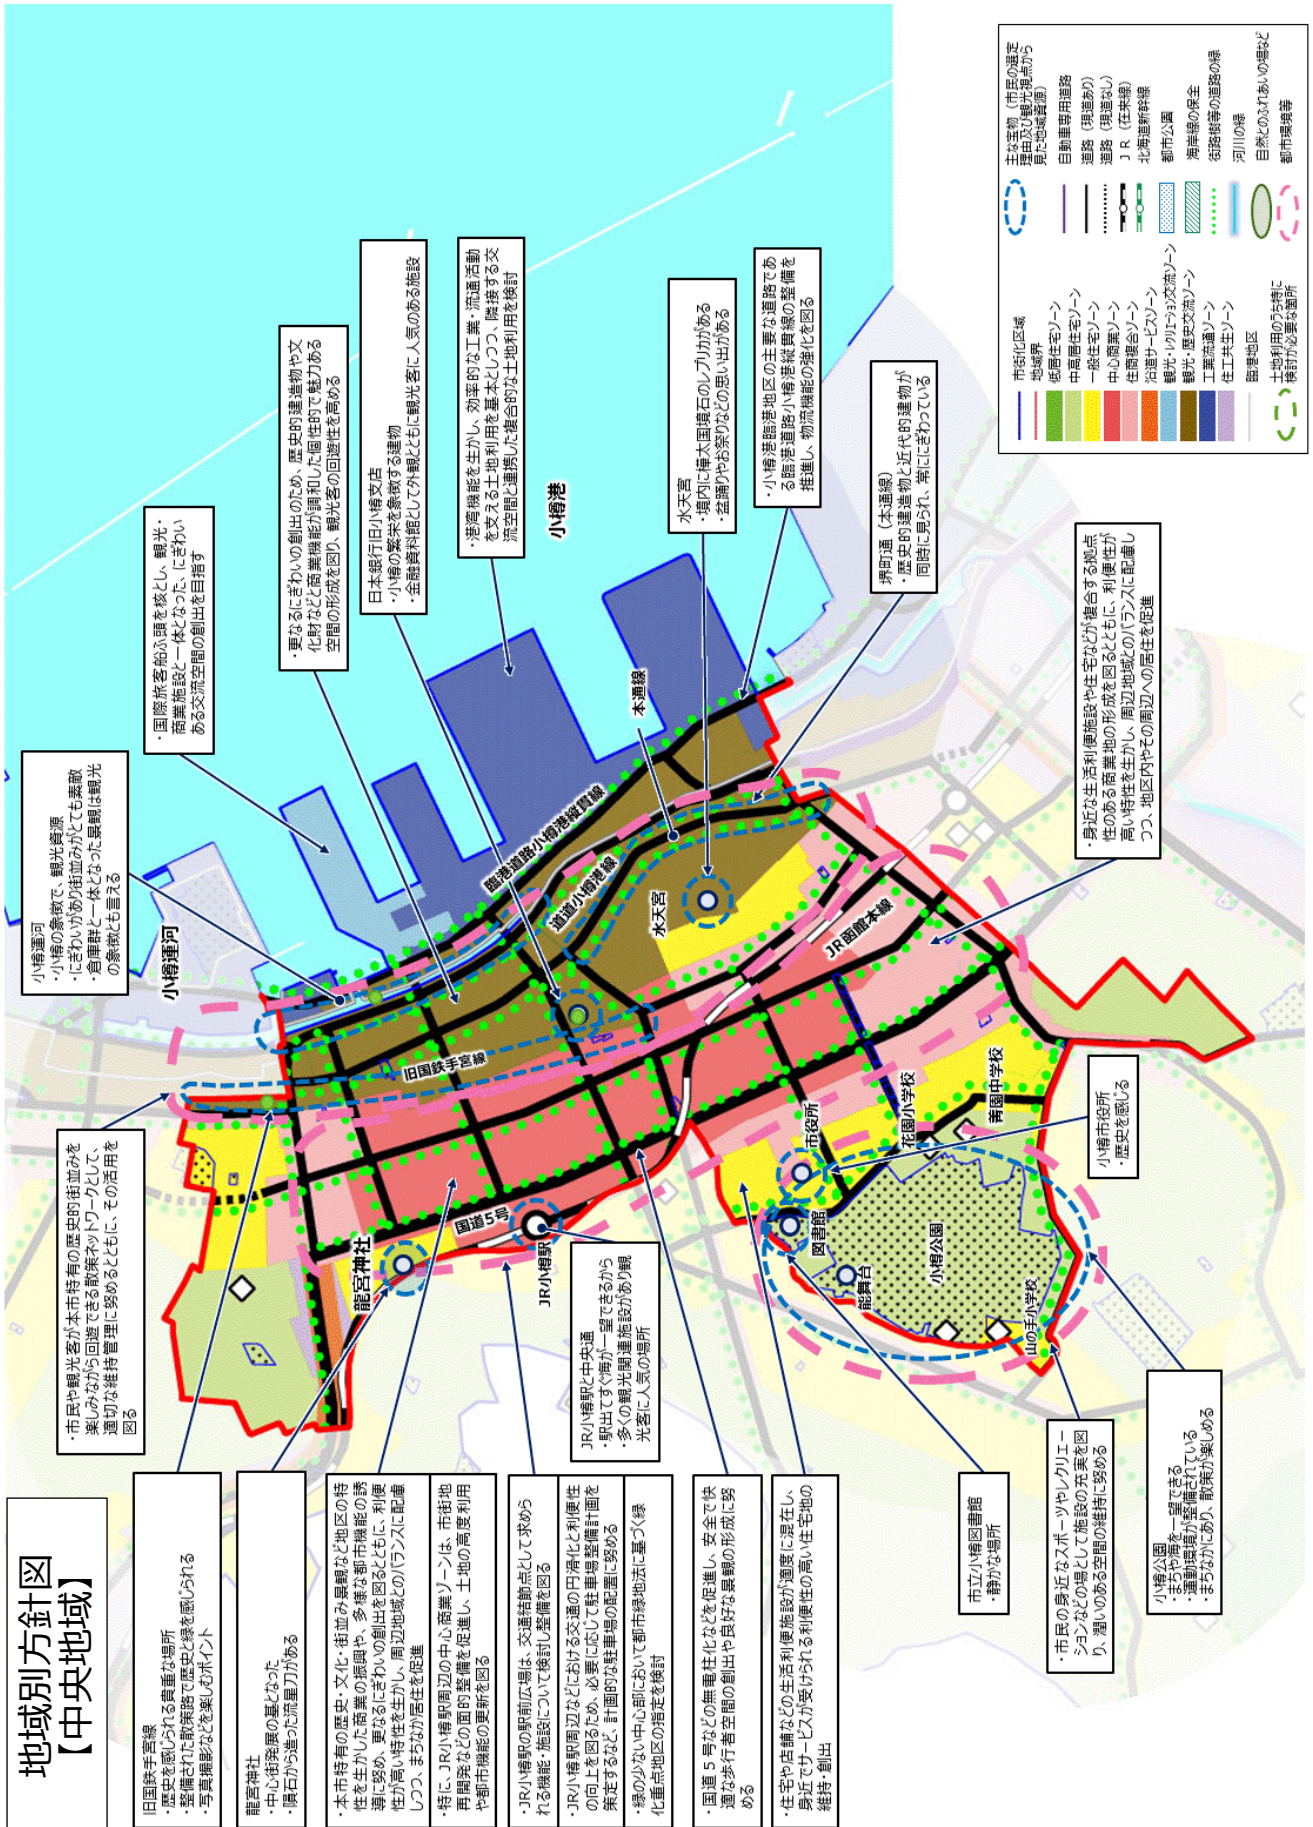 地域別方針図
【中央地域】
旧国鉄手宮線
・歴史を感じられる貴重な場所
・整備された散策路で歴史と緑を感じられる
・写真撮影などを楽しむポイント
龍宮神社
・中心街発展の基となった
・隕石から造った流星刀がある
・本市特有の歴史・文化・街並み景観など地区の特
性を生かした商業の振興や、多様な都市機能の誘
導に努め、更なるにぎわいの創出を図るとともに、利便
性が高い特性を生かし、周辺地域とのバランスに配慮
しつつ、まちなか居住を促進
・特に、JR小樽駅周辺の中心商業ゾーンは、市街地
再開発などの面的整備を促進し、土地の高度利用
や都市機能の更新を図る
・JR小樽駅の駅前広場は、交通結節点として求めら
れる機能・施設について検討し整備を図る
・JR小樽駅周辺などにおける交通の円滑化と利便性
の向上を図るため、必要に応じて駐車場整備計画を
策定するなど、計画的な駐車場の配置に努める
・緑の少ない中心部において都市緑地法に基づく緑
化重点地区の指定を検討
・国道5号などの無電柱化などを促進し、安全で快
適な歩行者空間の創出や良好な景観の形成に努
める
・住宅や店舗などの生活利便施設が適度に混在し、
身近でサービスが受けられる利便性の高い住宅地の
維持・創出
市立小樽図書館
・静かな場所
・市民の身近なスポーツやレクリエー
ションなどの場として施設の充実を図
り、潤いのある空間の維持に努める
小樽公園
・まちや海を一望できる
・運動環境が整備されている
・まちなかにあり、散策が楽しめる
・市民や観光客が本市特有の歴史的街並みを
楽しみながら回遊できる散策ネットワークとして、
適切な維持管理に努めるとともに、その活用を
図る
JR小樽駅と中央通
・駅出てすぐ海が一望できるから
・多くの観光関連施設があり観
光客に人気の場所
小樽市役所
・歴史を感じる
小樽運河
・小樽の象徴で、観光資源
・にぎわいがあり街並みがとても素敵
・倉庫群と一体となった景観は観光
の象徴とも言える
・国際旅客船ふ頭を核とし、観光・
商業施設と一体となった、にぎわい
ある交流空間の創出を目指す
・更なるにぎわいの創出のため、歴史的建造物や文
化財などと商業機能が調和した個性的で魅力ある
空間の形成を図り、観光客の回遊性を高める
日本銀行旧小樽支店
・小樽の繁栄を象徴する建物
・金融資料館として外観とともに観光客に人気のある施設
・港湾機能を生かし、効率的な工業・流通活動
を支える土地利用を基本としつつ、隣接する交
流空間と連携した複合的な土地利用を検討
水天宮
・境内に樺太国境石のレプリカがある
・盆踊りやお祭りなどの思い出がある
・小樽港臨港地区の主要な道路であ
る臨港道路小樽港縦貫線の整備を
推進し、物流機能の強化を図る
堺町通（本通線）
・歴史的建造物と近代的建物が
同時に見られ、常ににぎわっている
・身近な生活利便施設や住宅などが複合する拠点
性のある商業地の形成を図るとともに、利便性が
高い特性を生かし、周辺地域とのバランスに配慮し
つつ、地区内やその周辺への居住を促進
小樽運河
小樽港
臨港道路小樽港縦貫線
道道小樽港線
本通線
旧国鉄手宮線
水天宮
JR函館本線
国道5号
龍宮神社
JR小樽駅
市役所
図書館
能舞台
小樽公園
花園小学校
菁園中学校
山の手小学校
市街化区域
地域界
低層住宅ゾーン
中高層住宅ゾーン
一般住宅ゾーン
中心商業ゾーン
住商複合ゾーン
沿道サービスゾーン
観光・レクリエーション交流ゾーン
観光・歴史交流ゾーン
工業流通ゾーン
住工共生ゾーン
臨港地区
土地利用のうち特に
検討が必要な箇所
主な宝物（市民の選定
理由及び観光視点から
見た地域資源）
自動車専用道路
道路（現道あり）
道路（現道なし）
JR（在来線）
北海道新幹線
都市公園
海岸線の保全
街路樹等の道路の緑
河川の緑
自然とのふれあいの場など
都市環境等